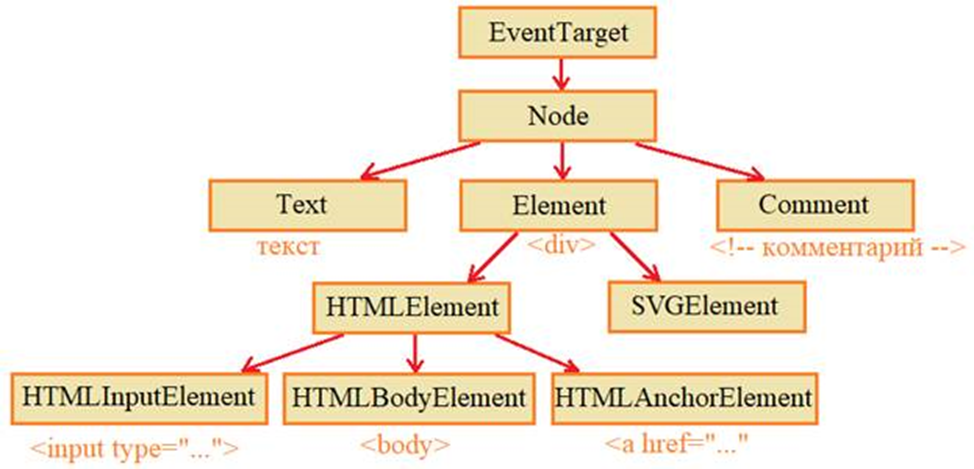 EventTarget
Node
Text
Element
Comment
текст
<div>
<!-- комментарий -->
HTMLElement
SVGElement
HTMLInputElement
HTMLBodyElement
HTMLAnchorElement
<input type="...">
<body>
<a href="..."